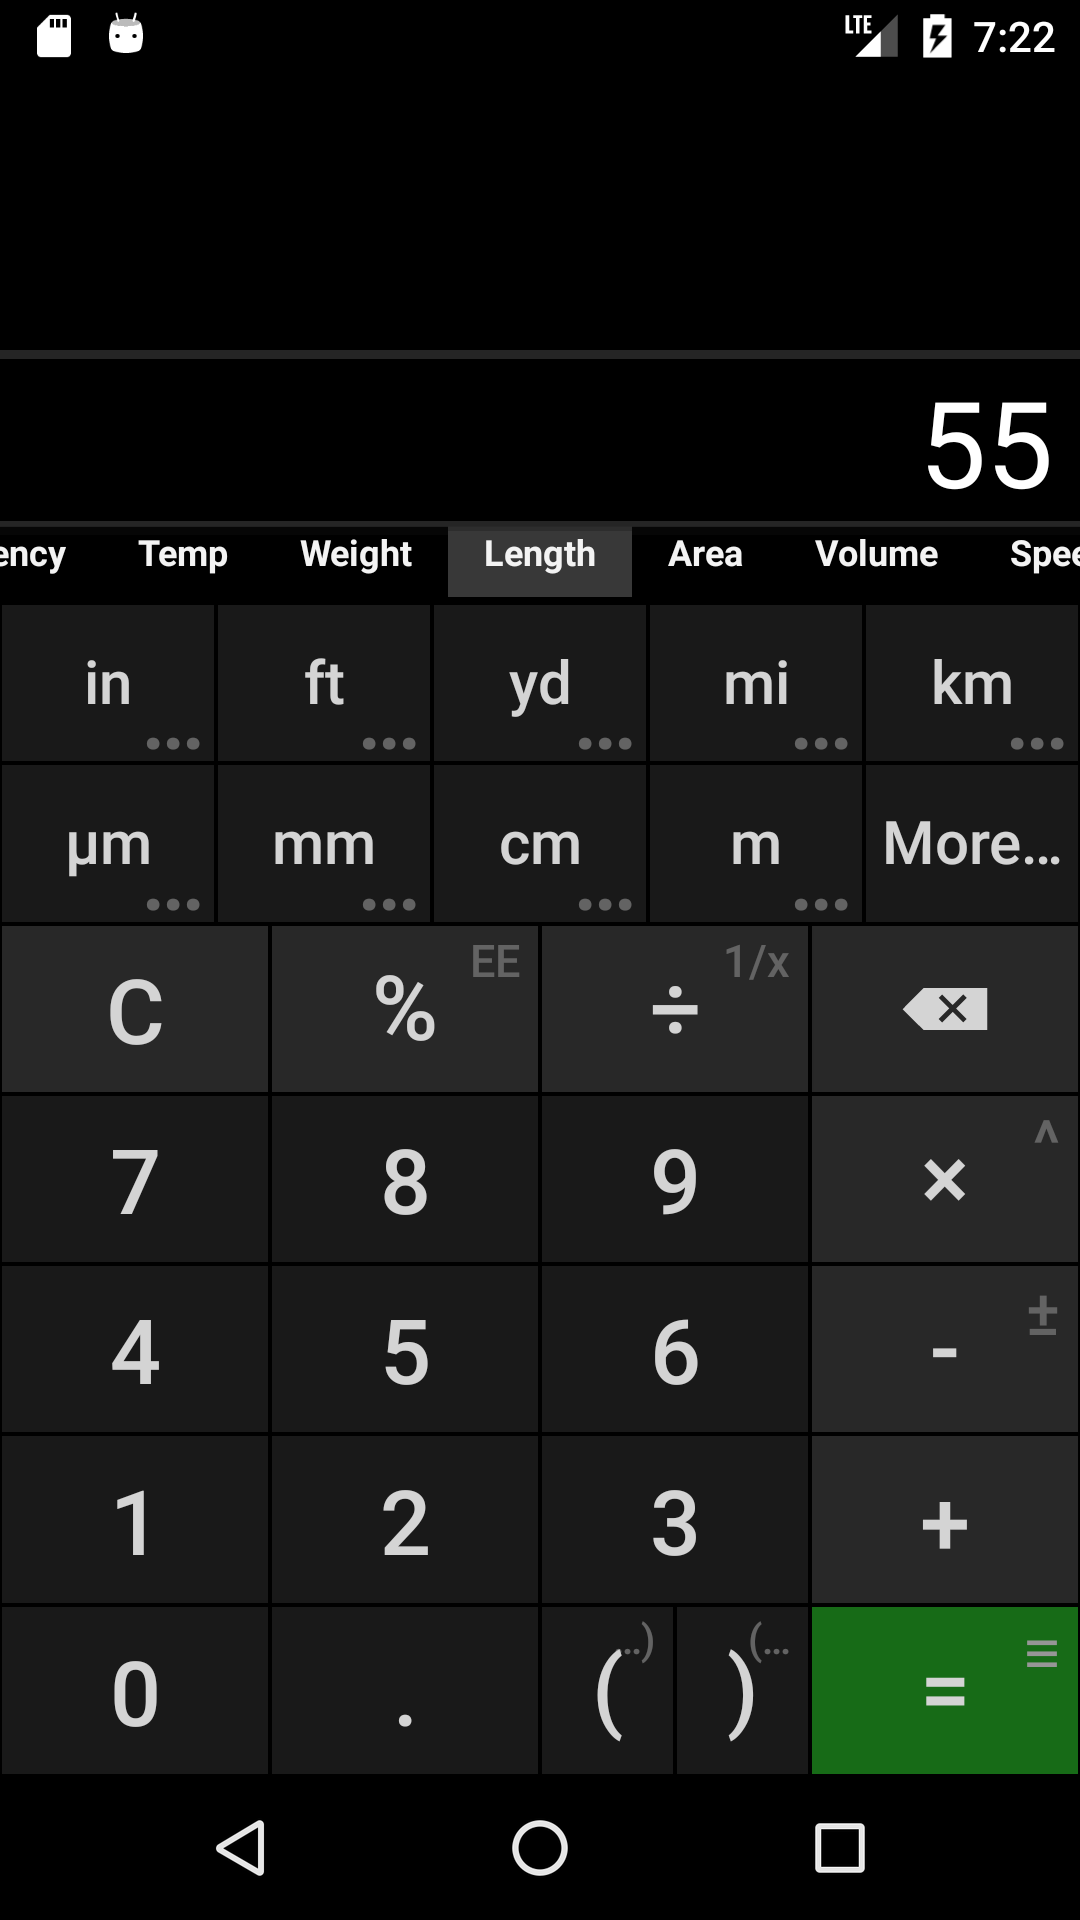 LTE 7:22
55
ency Temp Weight Length Area Volume Spee
in ft yd mi km
µm mm cm m More...
C % EE ÷ 1/x
7 8 9 × ^
4 5 6 - ±
1 2 3 +
0 . ( ..) ) (... =